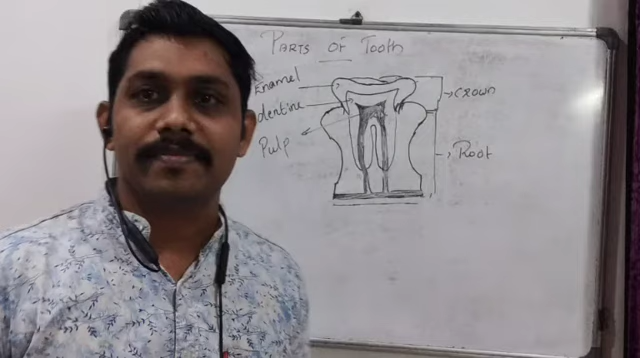 Parts of Tooth
Enamel
dentine
Pulp
Crown
Root